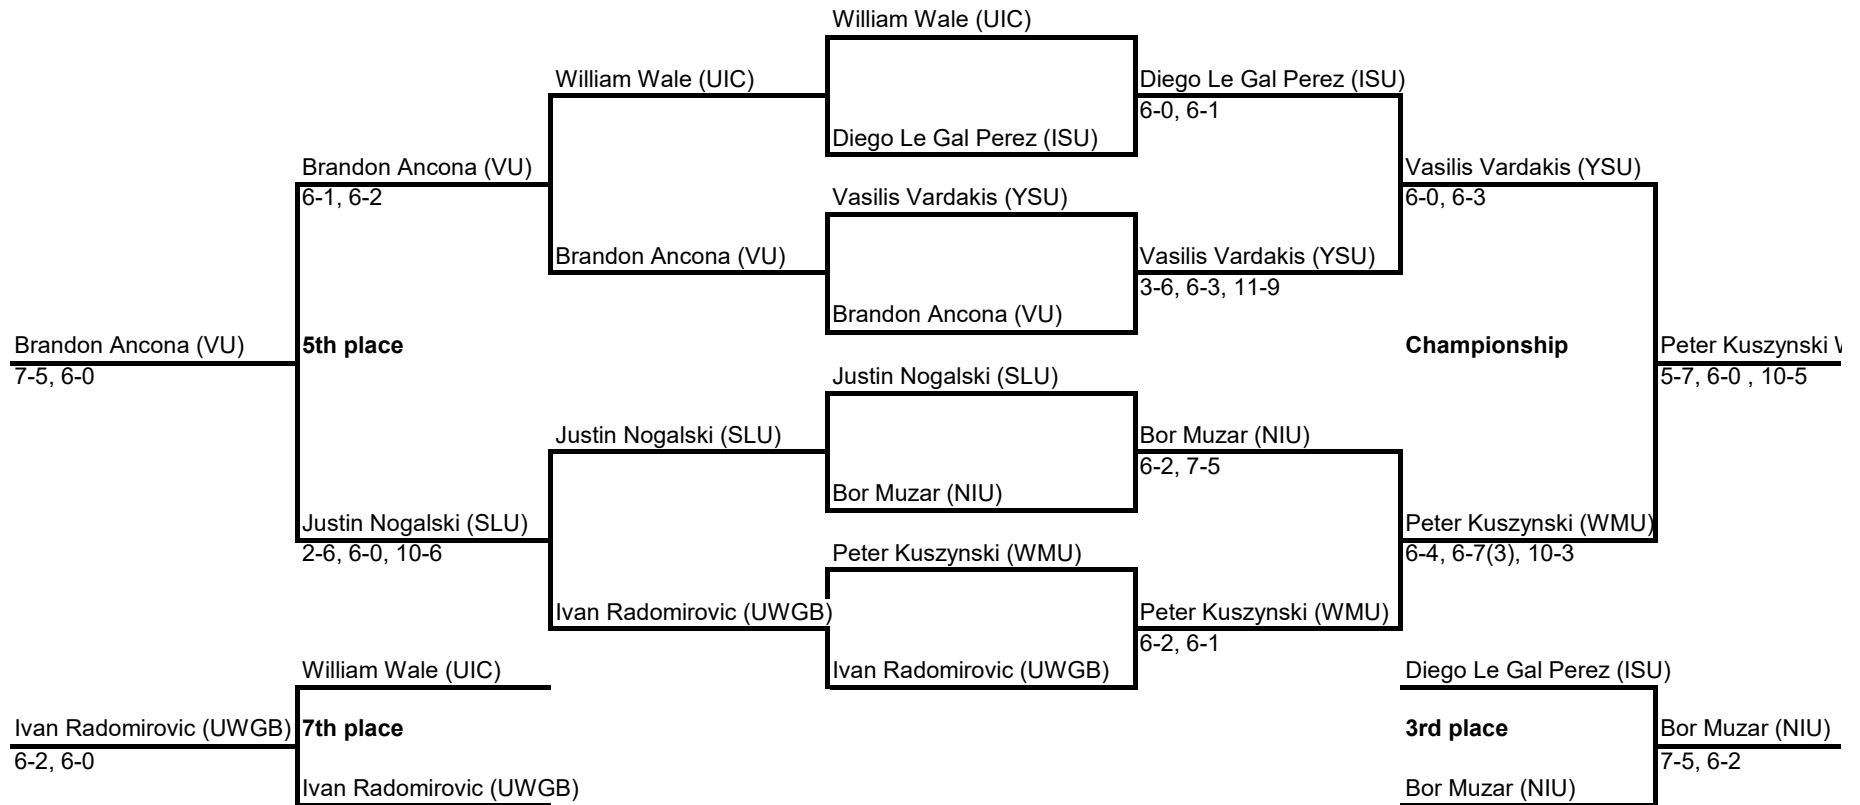 William Wale (UIC)
William Wale (UIC)
Diego Le Gal Perez (ISU)
6-0, 6-1
Diego Le Gal Perez (ISU)
Brandon Ancona (VU)
6-1, 6-2
Vasilis Vardakis (YSU)
6-0, 6-3
Vasilis Vardakis (YSU)
Brandon Ancona (VU)
Vasilis Vardakis (YSU)
3-6, 6-3, 11-9
Brandon Ancona (VU)
Brandon Ancona (VU)
7-5, 6-0
5th place
Championship
Peter Kuszynski
5-7, 6-0 , 10-5
Justin Nogalski (SLU)
Justin Nogalski (SLU)
Bor Muzar (NIU)
6-2, 7-5
Bor Muzar (NIU)
Justin Nogalski (SLU)
2-6, 6-0, 10-6
Peter Kuszynski (WMU)
6-4, 6-7(3), 10-3
Peter Kuszynski (WMU)
Ivan Radomirovic (UWGB)
Peter Kuszynski (WMU)
6-2, 6-1
William Wale (UIC)
Ivan Radomirovic (UWGB)
Diego Le Gal Perez (ISU)
Ivan Radomirovic (UWGB)
6-2, 6-0
7th place
3rd place
Bor Muzar (NIU)
7-5, 6-2
Ivan Radomirovic (UWGB)
Bor Muzar (NIU)